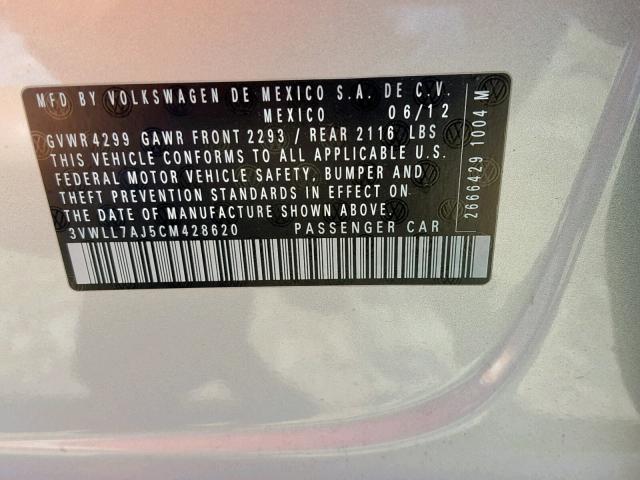 MFD BY VOLKSWAGEN DE MEXICO S.A. DE C.V.
MEXICO 06/12
GVWR 4299 GAWR FRONT 2293 / REAR 2116 LBS
THIS VEHICLE CONFORMS TO ALL APPLICABLE U.S.
FEDERAL MOTOR VEHICLE SAFETY, BUMPER AND
THEFT PREVENTION STANDARDS IN EFFECT ON
THE DATE OF MANUFACTURE SHOWN ABOVE.
3VWLL7AJ5CM428620 PASSENGER CAR
2666429 1004 M